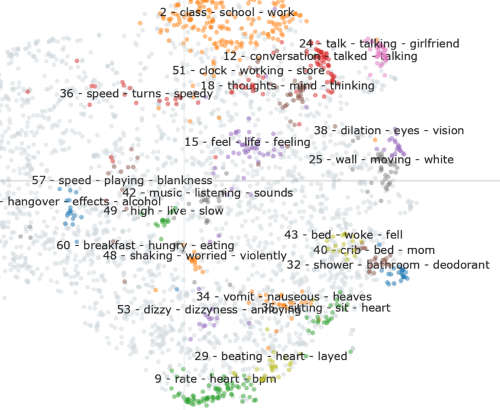 2 - class - school - work
24 - talk - talking - girlfriend
12 - conversation - talked - talking
51 - clock - working - store
18 - thoughts - mind - thinking
36 - speed - turns - speedy
38 - dilation - eyes - vision
15 - feel - life - feeling
25 - wall - moving - white
57 - speed - playing - blankness
42 - music - listening - sounds
- hangover - effects - alcohol
49 - high - live - slow
43 - bed - woke - fell
60 - breakfast - hungry - eating
40 - crib - bed - mom
48 - shaking - worried - violently
32 - shower - bathroom - deodorant
34 - vomit - nauseous - heaves
53 - dizzy - dizzyness - annoying
sitting - sit - heart
29 - beating - heart - layed
9 - rate - heart - bpm